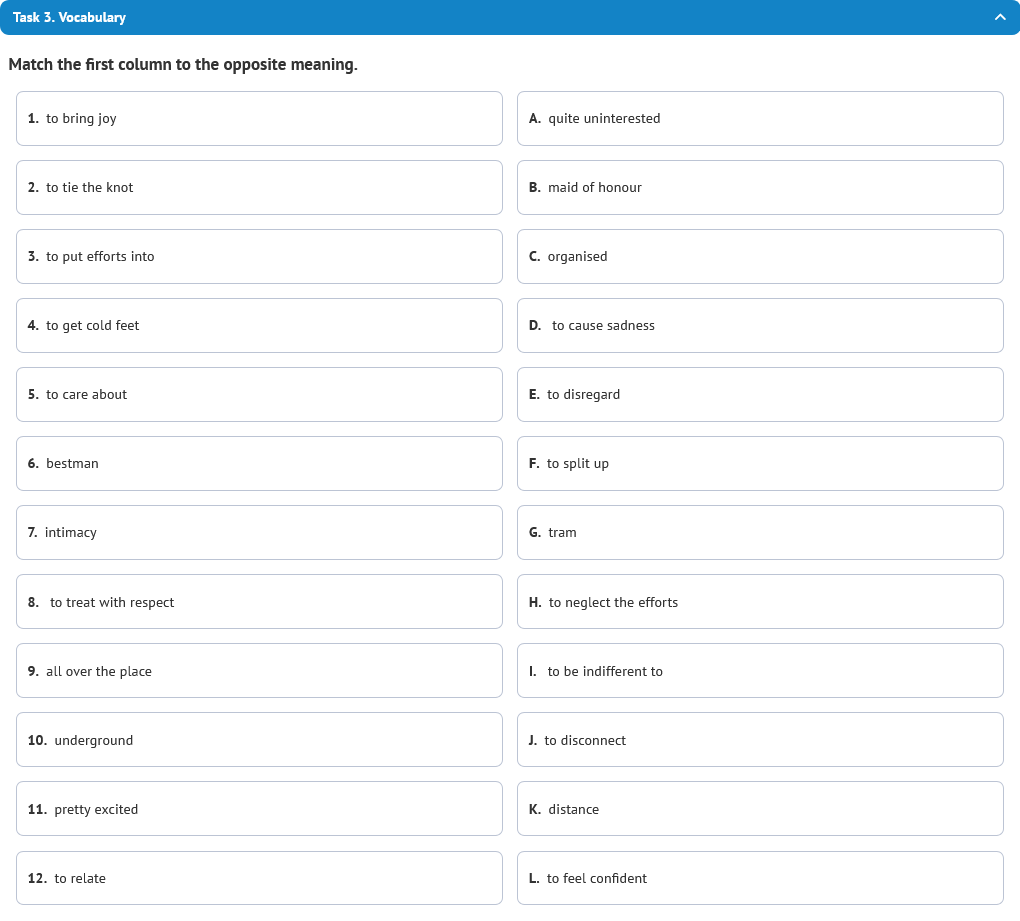 Task 3. Vocabulary
Match the first column to the opposite meaning.
1. to bring joy
A. quite uninterested
2. to tie the knot
B. maid of honour
3. to put efforts into
C. organised
4. to get cold feet
D. to cause sadness
5. to care about
E. to disregard
6. bestman
F. to split up
7. intimacy
G. tram
8. to treat with respect
H. to neglect the efforts
9. all over the place
I. to be indifferent to
10. underground
J. to disconnect
11. pretty excited
K. distance
12. to relate
L. to feel confident